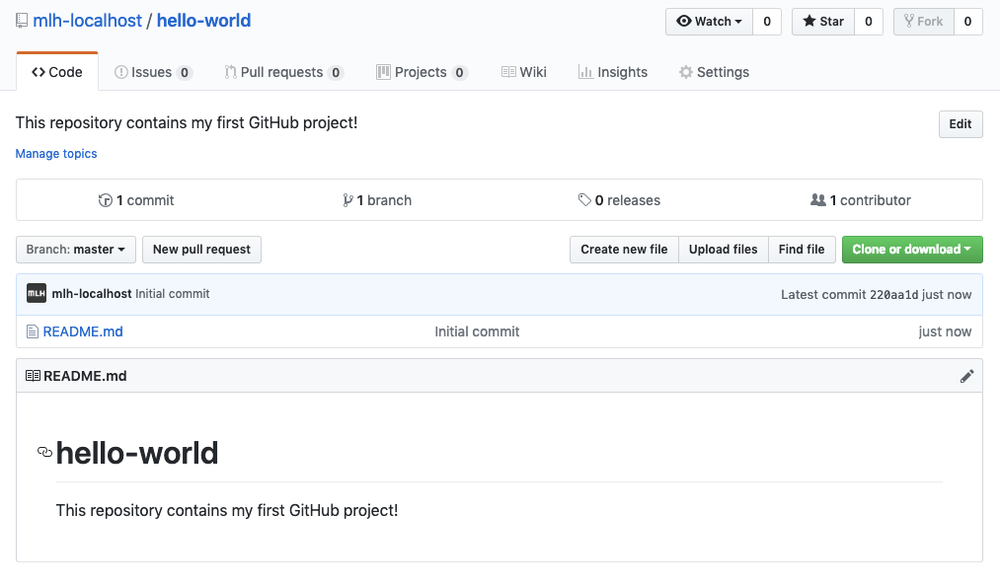 mlh-localhost / hello-world Watch 0 Star 0 Fork 0
Code Issues 0 Pull requests 0 Projects 0 Wiki Insights Settings
This repository contains my first GitHub project! Edit
Manage topics
1 commit 1 branch 0 releases 1 contributor
Branch: master New pull request Create new file Upload files Find file Clone or download
MLH mlh-localhost Initial commit Latest commit 220aa1d just now
README.md Initial commit just now
README.md
hello-world
This repository contains my first GitHub project!